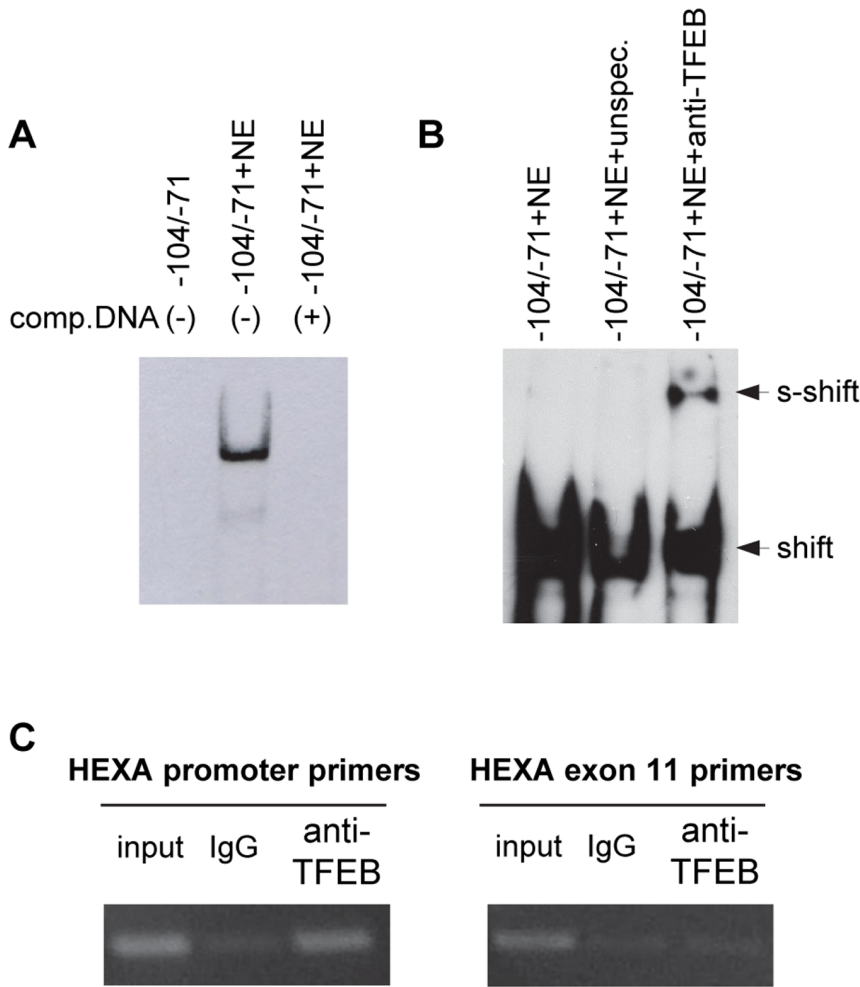 A
-104/-71
-104/-71+NE
-104/-71+NE
comp.DNA (-) (-) (+)
B
-104/-71+NE
-104/-71+NE+unspec.
-104/-71+NE+anti-TFEB
s-shift
shift
C
HEXA promoter primers
input IgG anti-
TFEB
HEXA exon 11 primers
input IgG anti-
TFEB